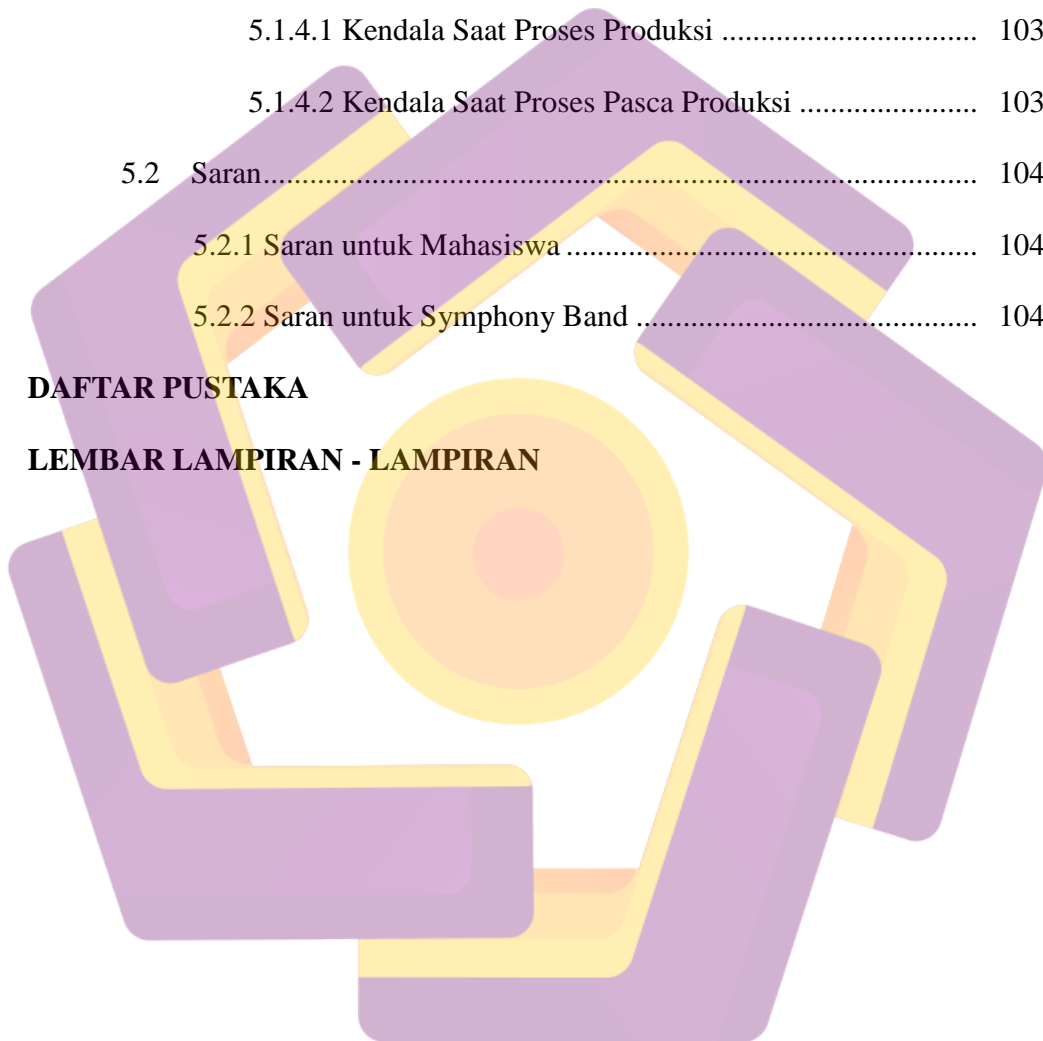 5.1.4.1 Kendala Saat Proses Produksi ................................. 103
5.1.4.2 Kendala Saat Proses Pasca Produksi ....................... 103
5.2 Saran............................................................................................ 104
5.2.1 Saran untuk Mahasiswa ..................................................... 104
5.2.2 Saran untuk Symphony Band ............................................ 104
DAFTAR PUSTAKA
LEMBAR LAMPIRAN - LAMPIRAN